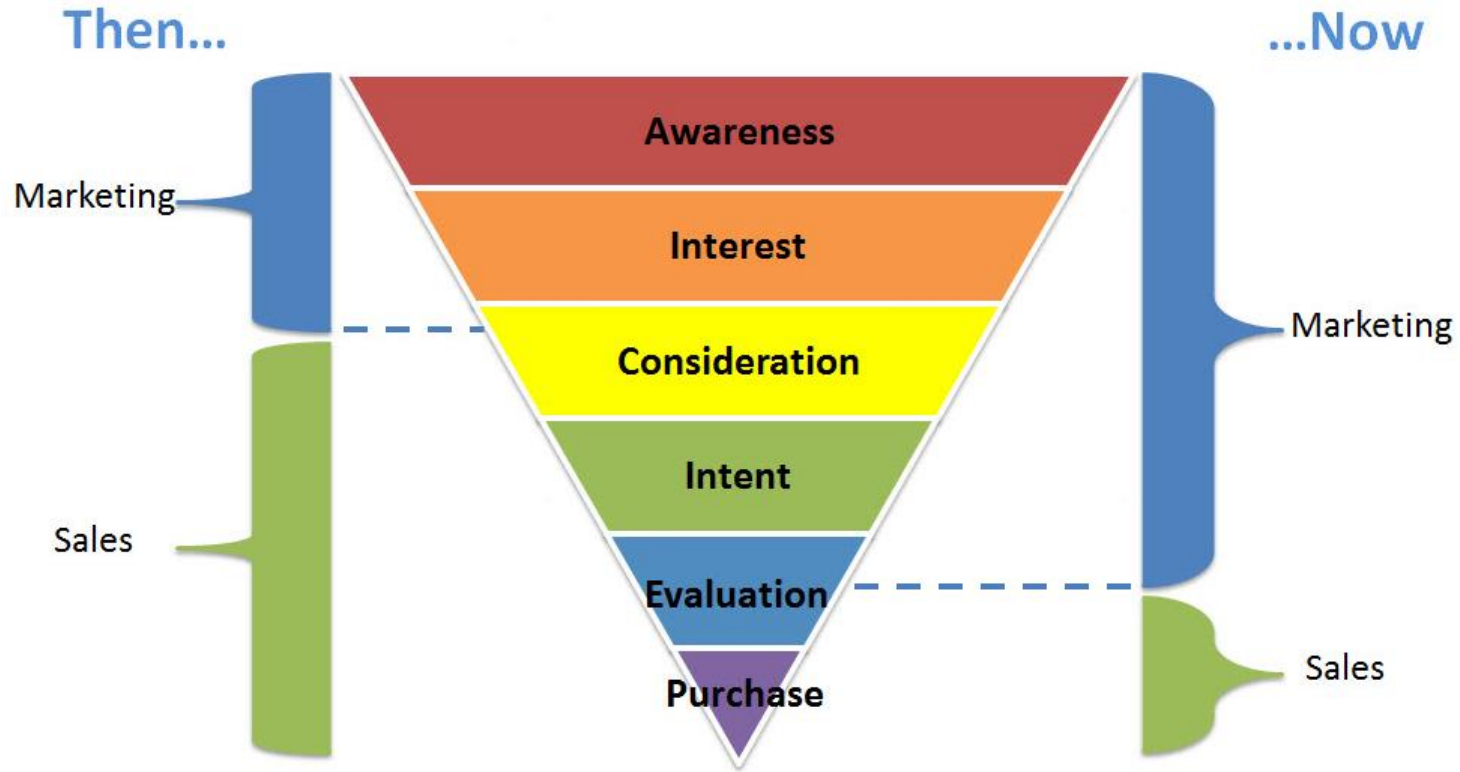 Then...
...Now
Awareness
Marketing
Interest
Marketing
Consideration
Intent
Sales
Evaluation
Sales
Purchase